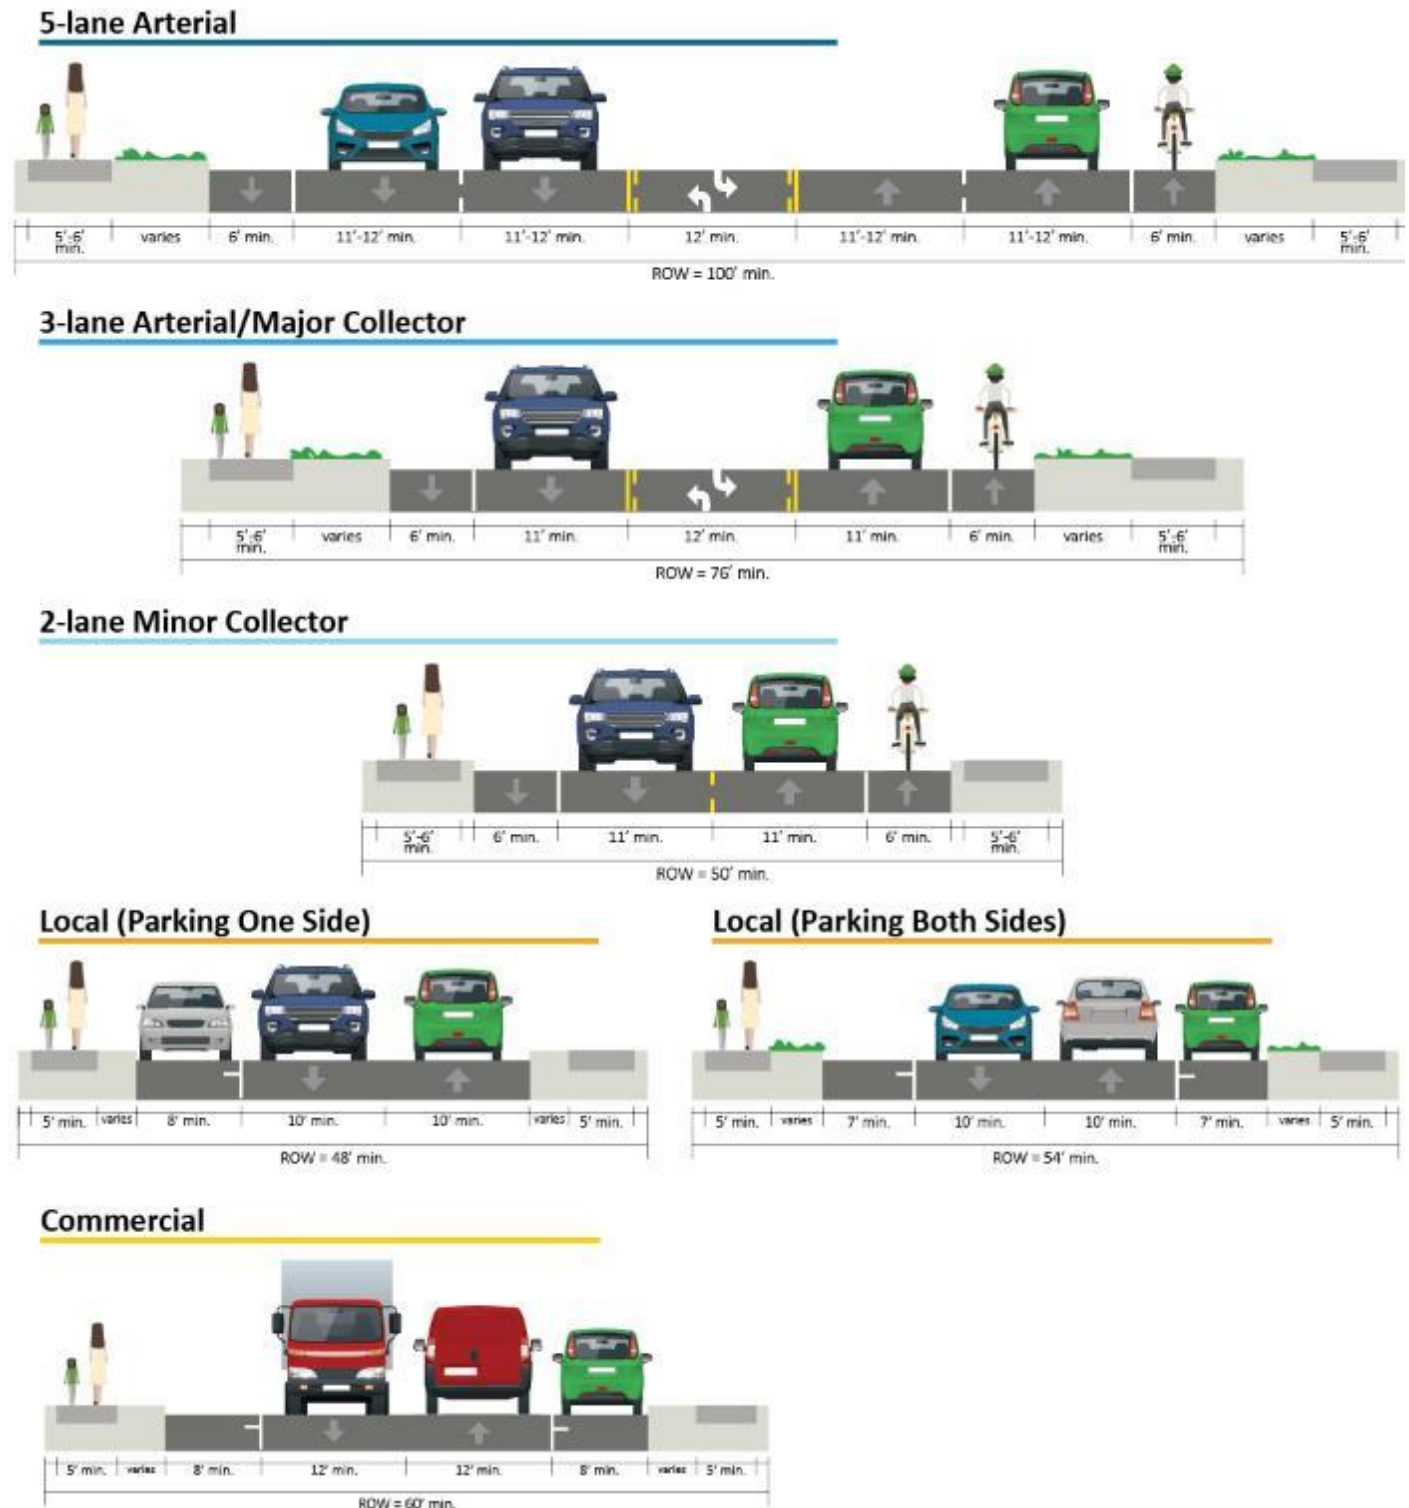 5-lane Arterial
5'-6' min. varies 6' min. 11'-12' min. 11'-12' min. 12' min. 11'-12' min. 11'-12' min. 6' min. varies 5'-6' min.
ROW = 100' min.
3-lane Arterial/Major Collector
5'-6' min. varies 6' min. 11' min. 12' min. 11' min. 6' min. varies 5'-6' min.
ROW = 76' min.
2-lane Minor Collector
5'-6' min. 6' min. 11' min. 11' min. 6' min. 5'-6' min.
ROW = 50' min.
Local (Parking One Side)
5' min. varies 8' min. 10' min. 10' min. varies 5' min.
ROW = 48' min.
Local (Parking Both Sides)
5' min. varies 7' min. 10' min. 10' min. 7' min. varies 5' min.
ROW = 54' min.
Commercial
5' min. varies 8' min. 12' min. 12' min. 8' min. varies 5' min.
ROW = 60' min.